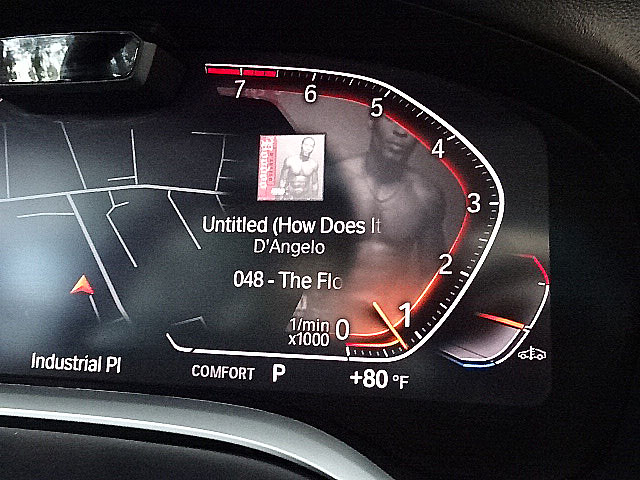 7
6
5
4
3
2
1
0
Untitled (How Does It
D'Angelo
048 - The Flo
1/min
x1000
Industrial Pl
COMFORT P
+80 °F